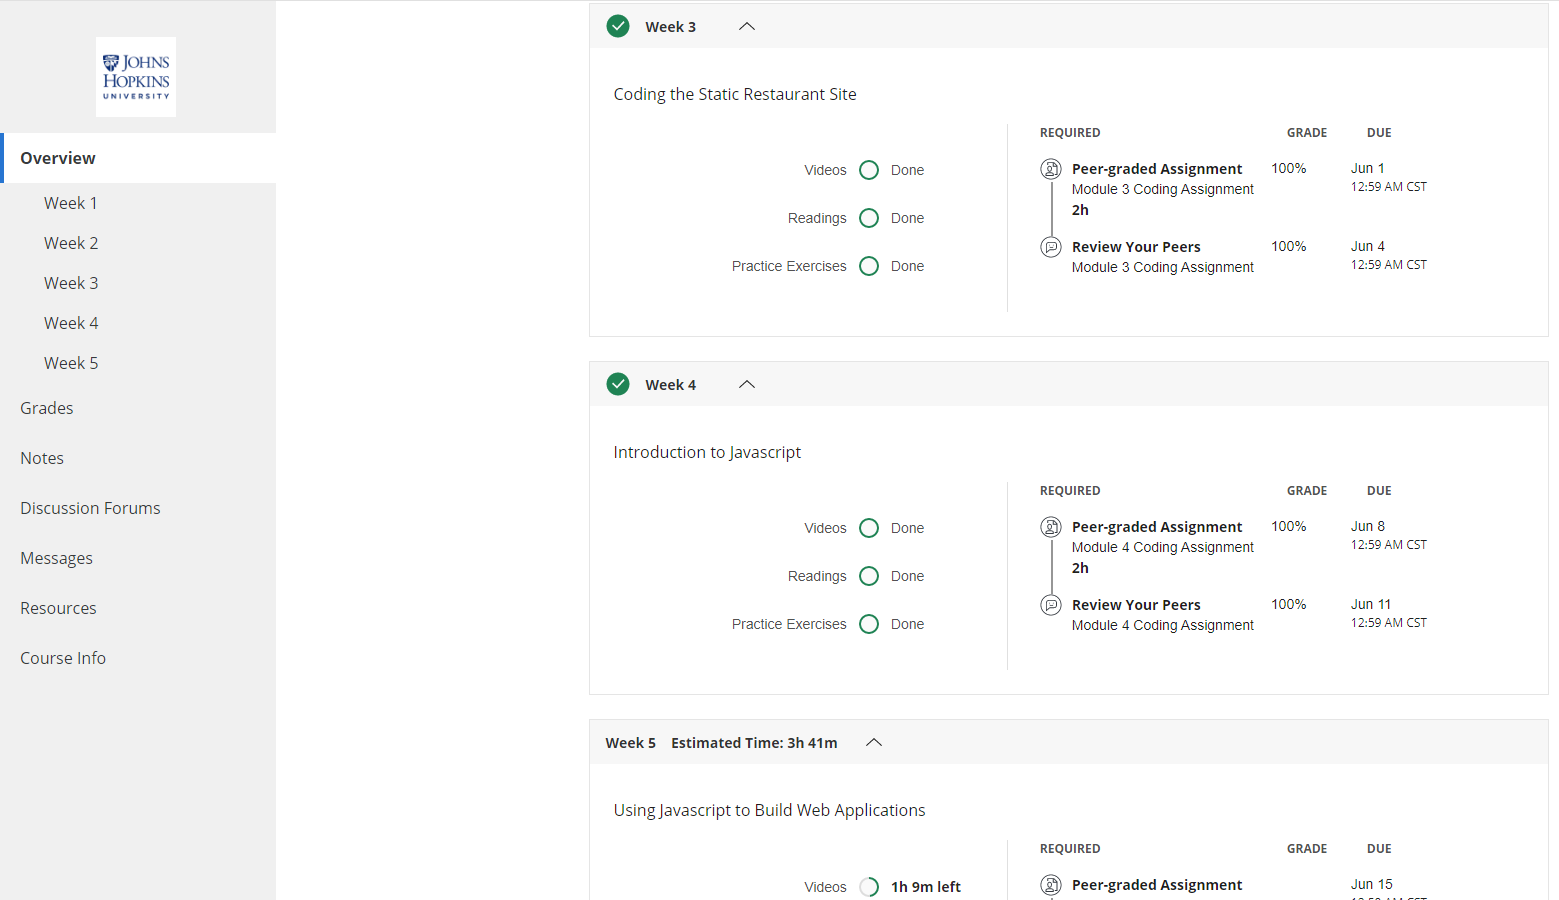 JOHNS
HOPKINS
UNIVERSITY
Overview
Week 1
Week 2
Week 3
Week 4
Week 5
Grades
Notes
Discussion Forums
Messages
Resources
Course Info
Week 3
Coding the Static Restaurant Site
Videos Done
Readings Done
Practice Exercises Done
REQUIRED GRADE DUE
Peer-graded Assignment 100% Jun 1
Module 3 Coding Assignment 12:59 AM CST
2h
Review Your Peers 100% Jun 4
Module 3 Coding Assignment 12:59 AM CST
Week 4
Introduction to Javascript
Videos Done
Readings Done
Practice Exercises Done
REQUIRED GRADE DUE
Peer-graded Assignment 100% Jun 8
Module 4 Coding Assignment 12:59 AM CST
2h
Review Your Peers 100% Jun 11
Module 4 Coding Assignment 12:59 AM CST
Week 5 Estimated Time: 3h 41m
Using Javascript to Build Web Applications
Videos 1h 9m left
REQUIRED GRADE DUE
Peer-graded Assignment Jun 15